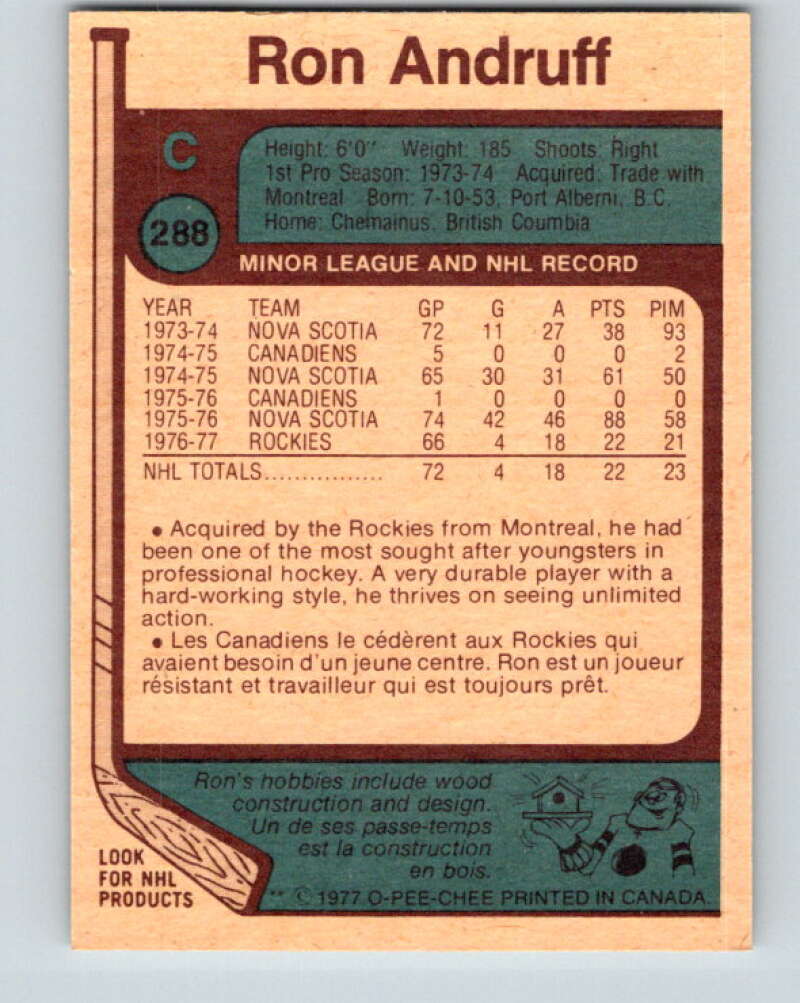 Ron Andruff
C
Height: 6'0" Weight: 185 Shoots: Right
1st Pro Season: 1973-74 Acquired: Trade with
Montreal Born: 7-10-53, Port Alberni, B.C.
Home: Chemainus, British Coumbia
288
MINOR LEAGUE AND NHL RECORD
YEAR TEAM GP G A PTS PIM
1973-74 NOVA SCOTIA 72 11 27 38 93
1974-75 CANADIENS 5 0 0 0 2
1974-75 NOVA SCOTIA 65 30 31 61 50
1975-76 CANADIENS 1 0 0 0 0
1975-76 NOVA SCOTIA 74 42 46 88 58
1976-77 ROCKIES 66 4 18 22 21
NHL TOTALS................ 72 4 18 22 23
• Acquired by the Rockies from Montreal, he had
been one of the most sought after youngsters in
professional hockey. A very durable player with a
hard-working style, he thrives on seeing unlimited
action.
• Les Canadiens le cédèrent aux Rockies qui
avaient besoin d'un jeune centre. Ron est un joueur
résistant et travailleur qui est toujours prêt.
Ron's hobbies include wood
construction and design.
Un de ses passe-temps
est la construction
en bois.
LOOK
FOR NHL
PRODUCTS
** © 1977 O-PEE-CHEE PRINTED IN CANADA.